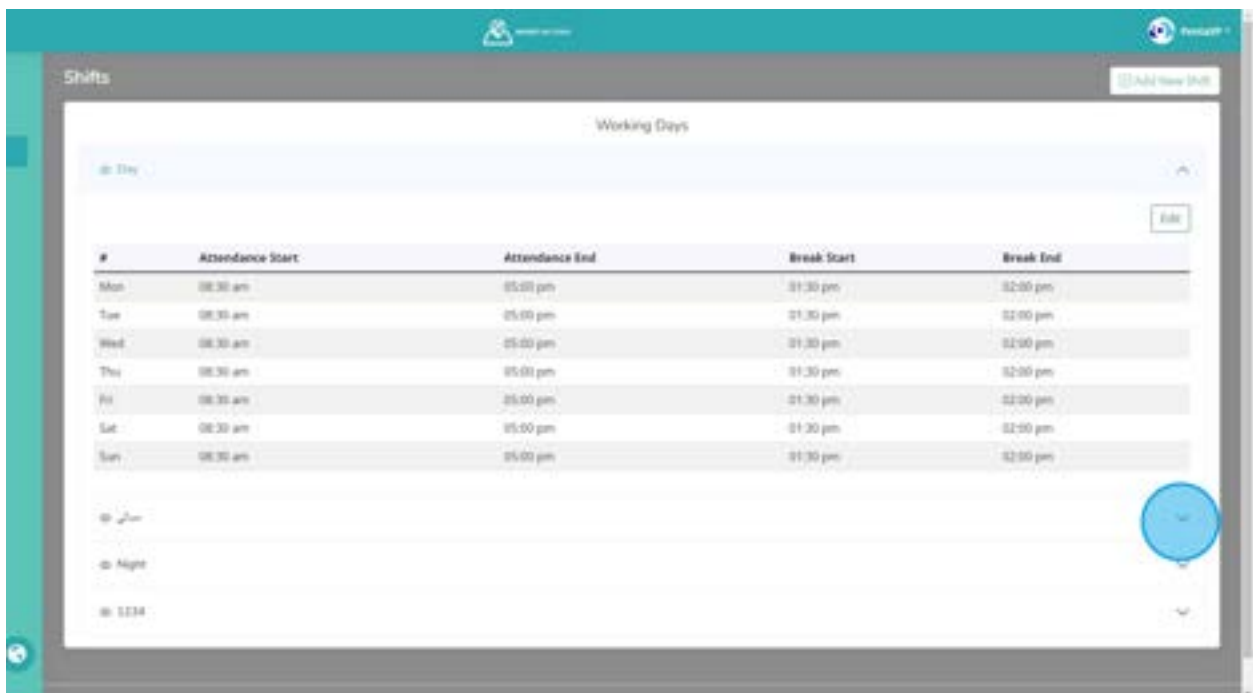 Shifts
Add New Shift
Working Days
Day
Edit
# Attendance Start Attendance End Break Start Break End
Mon 08:30 am 05:00 pm 01:30 pm 02:00 pm
Tue 08:30 am 05:00 pm 01:30 pm 02:00 pm
Wed 08:30 am 05:00 pm 01:30 pm 02:00 pm
Thu 08:30 am 05:00 pm 01:30 pm 02:00 pm
Fri 08:30 am 05:00 pm 01:30 pm 02:00 pm
Sat 08:30 am 05:00 pm 01:30 pm 02:00 pm
Sun 08:30 am 05:00 pm 01:30 pm 02:00 pm
Night
1234